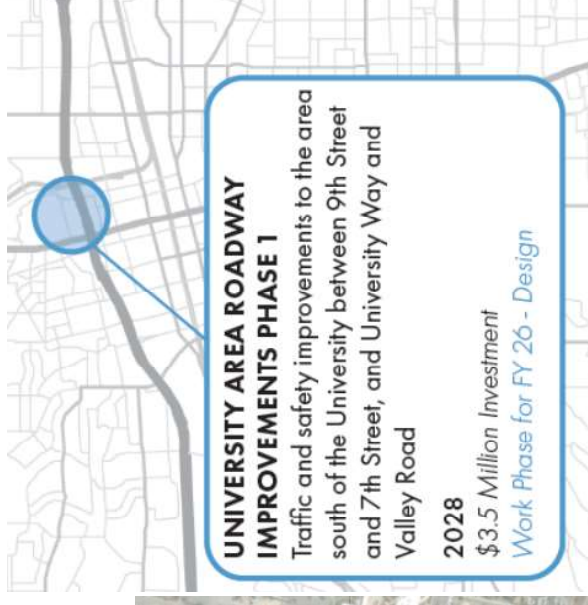 UNIVERSITY AREA ROADWAY
IMPROVEMENTS PHASE 1
Traffic and safety improvements to the area
south of the University between 9th Street
and 7th Street, and University Way and
Valley Road
2028
$3.5 Million Investment
Work Phase for FY 26 - Design